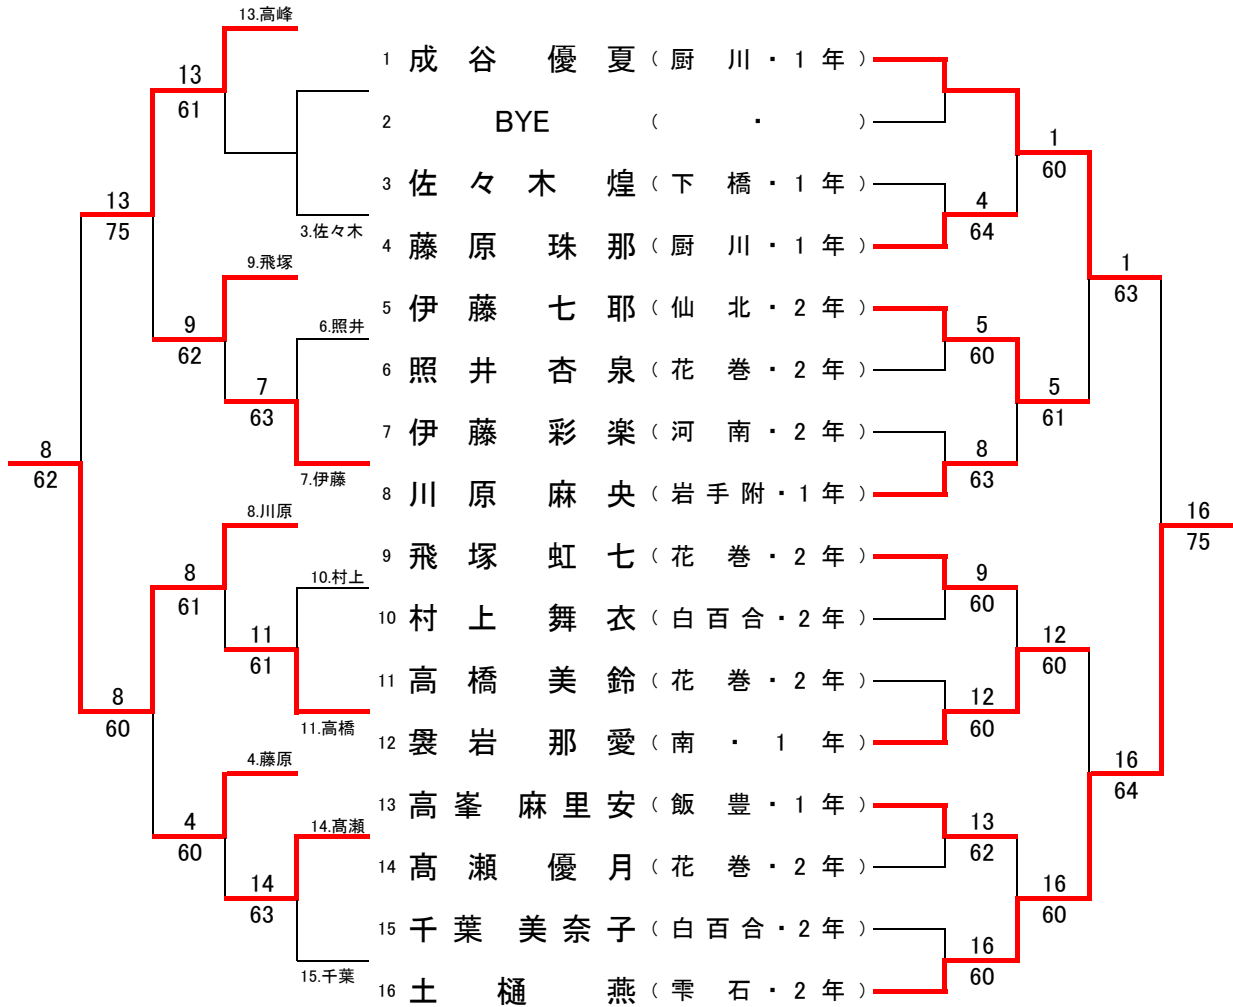 13.高峰
1 成谷 優夏 (厨川・1年)
13
61
2 BYE ( ・ )
1
60
3 佐々木 煌 (下橋・1年)
13
75
4
64
3.佐々木
4 藤原 珠那 (厨川・1年)
9.飛塚
1
63
5 伊藤 七耶 (仙北・2年)
9
62
6.照井
5
60
6 照井 杏泉 (花巻・2年)
7
63
5
61
7 伊藤 彩楽 (河南・2年)
8
62
8
63
7.伊藤
8 川原 麻央 (岩手附・1年)
8.川原
16
75
9 飛塚 虹七 (花巻・2年)
8
61
10.村上
9
60
10 村上 舞衣 (白百合・2年)
11
61
12
60
11 高橋 美鈴 (花巻・2年)
8
60
12
60
11.高橋
12 褜岩 那愛 (南・1年)
4.藤原
16
64
13 高峯 麻里安 (飯豊・1年)
4
60
14.髙瀬
13
62
14 髙瀬 優月 (花巻・2年)
14
63
16
60
15 千葉 美奈子 (白百合・2年)
16
60
15.千葉
16 土樋 燕 (雫石・2年)